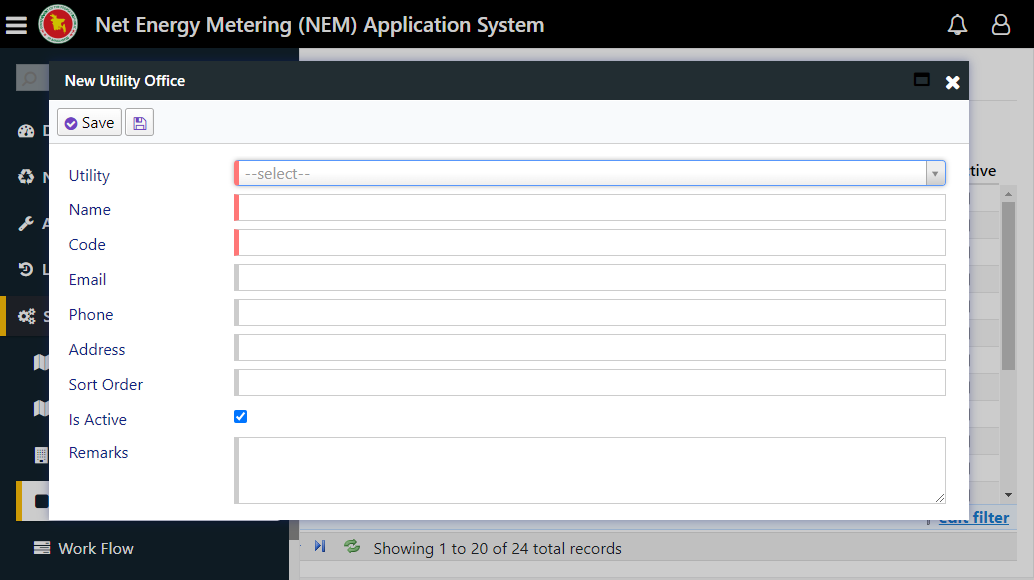 Net Energy Metering (NEM) Application System
New Utility Office
Save
Utility
--select--
Name
Code
Email
Phone
Address
Sort Order
Is Active
Remarks
tive
edit filter
Work Flow
Showing 1 to 20 of 24 total records